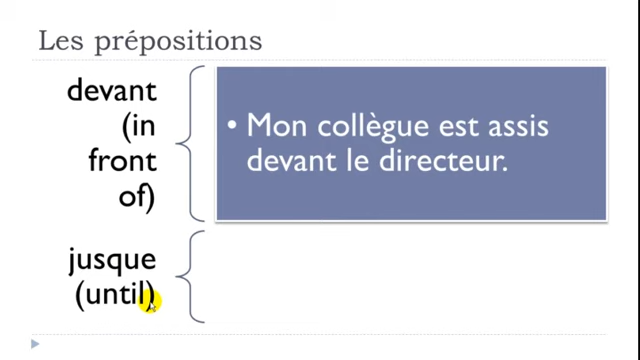 Les prépositions
devant
(in
front
of)
• Mon collègue est assis
devant le directeur.
jusque
(until)